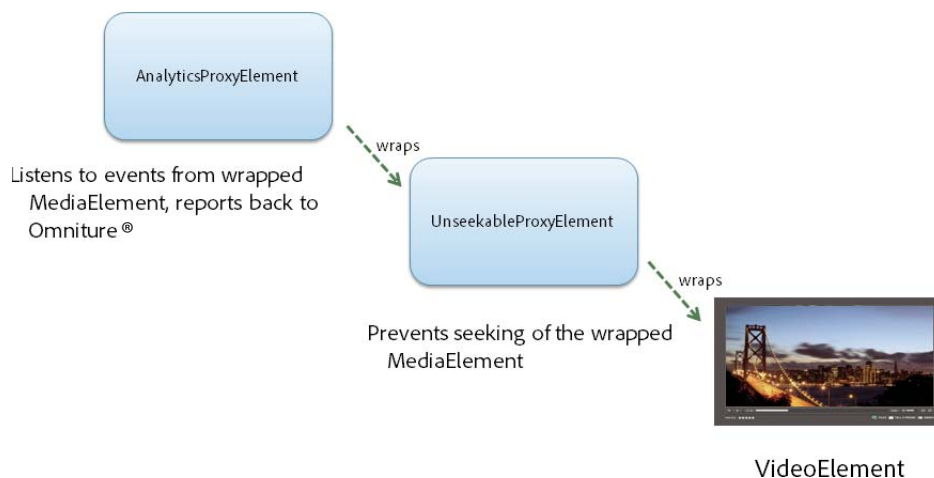 AnalyticsProxyElement
wraps
Listens to events from wrapped
MediaElement, reports back to
Omniture®
UnseekableProxyElement
wraps
Prevents seeking of the wrapped
MediaElement
VideoElement